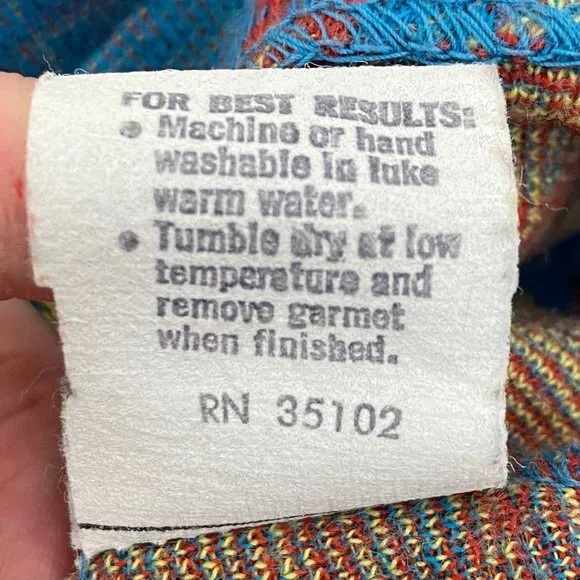 FOR BEST RESULTS:
• Machine or hand
washable in luke
warm water.
• Tumble dry at low
temperature and
remove garmet
when finished.
RN 35102